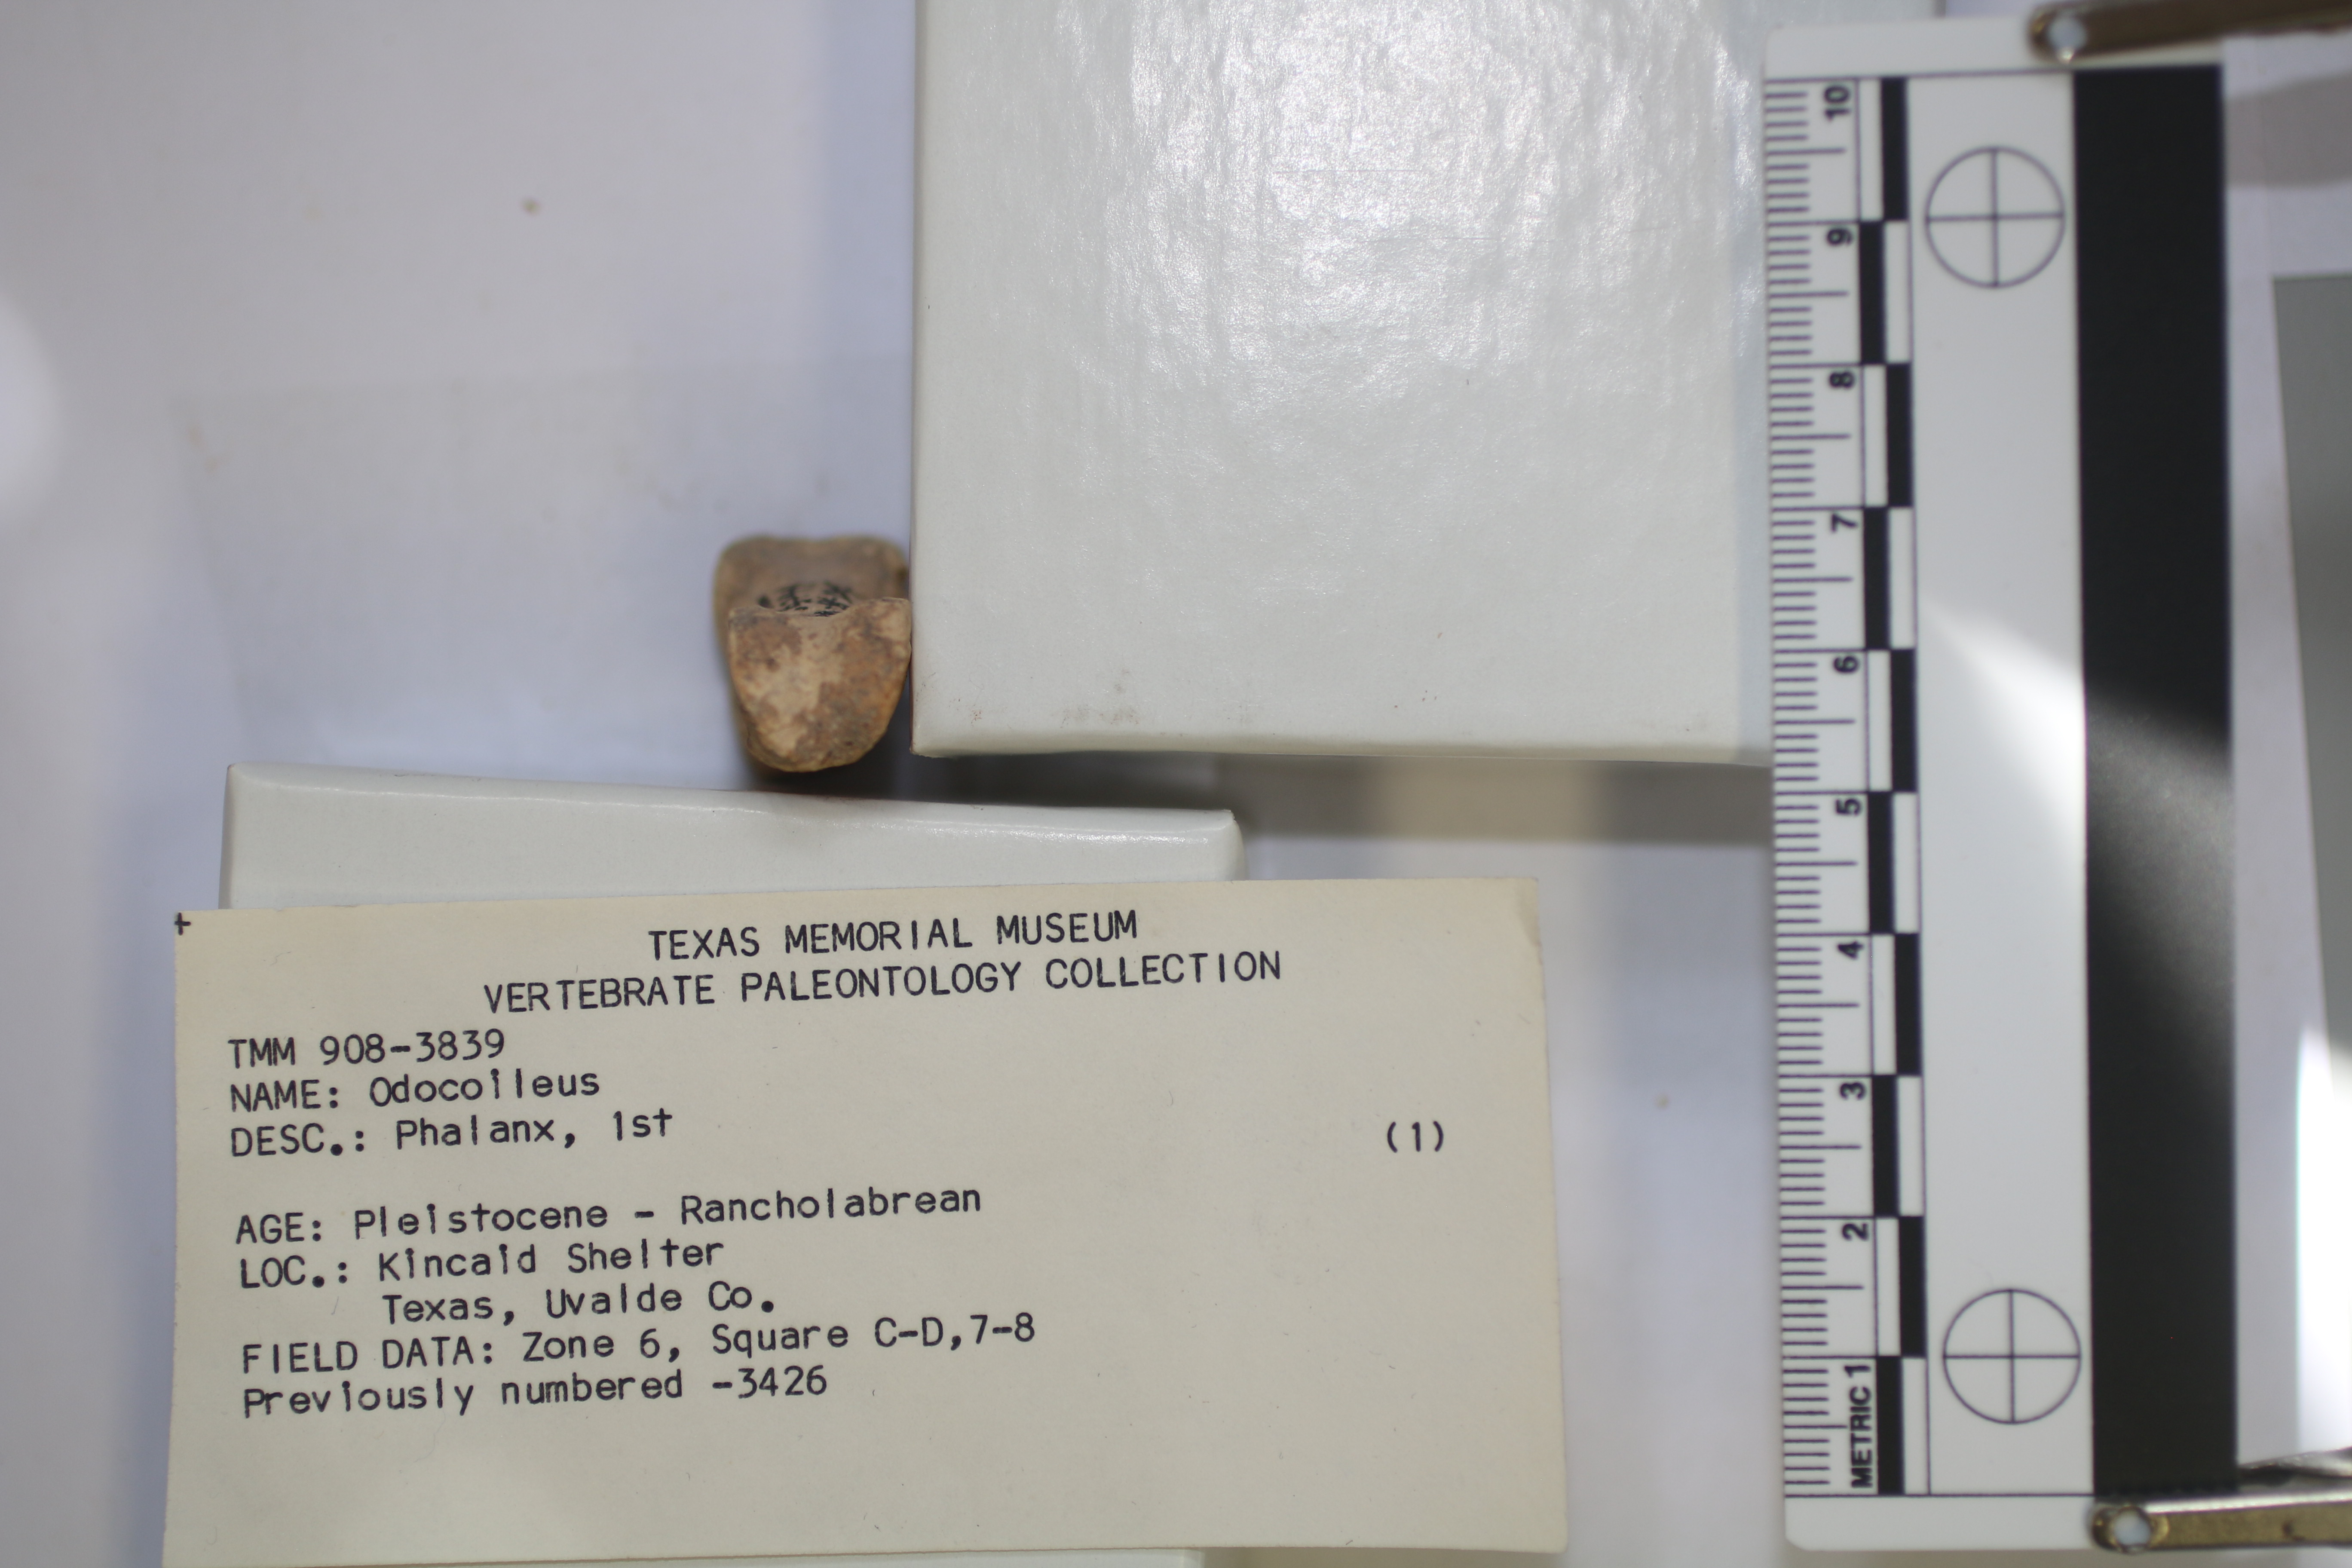 TEXAS MEMORIAL MUSEUM
VERTEBRATE PALEONTOLOGY COLLECTION
TMM 908-3839
NAME: Odocoileus
DESC.: Phalanx, 1st (1)
AGE: Pleistocene - Rancholabrean
LOC.: Kincaid Shelter
Texas, Uvalde Co.
FIELD DATA: Zone 6, Square C-D,7-8
Previously numbered -3426
METRIC 1 2 3 4 5 6 7 8 9 10